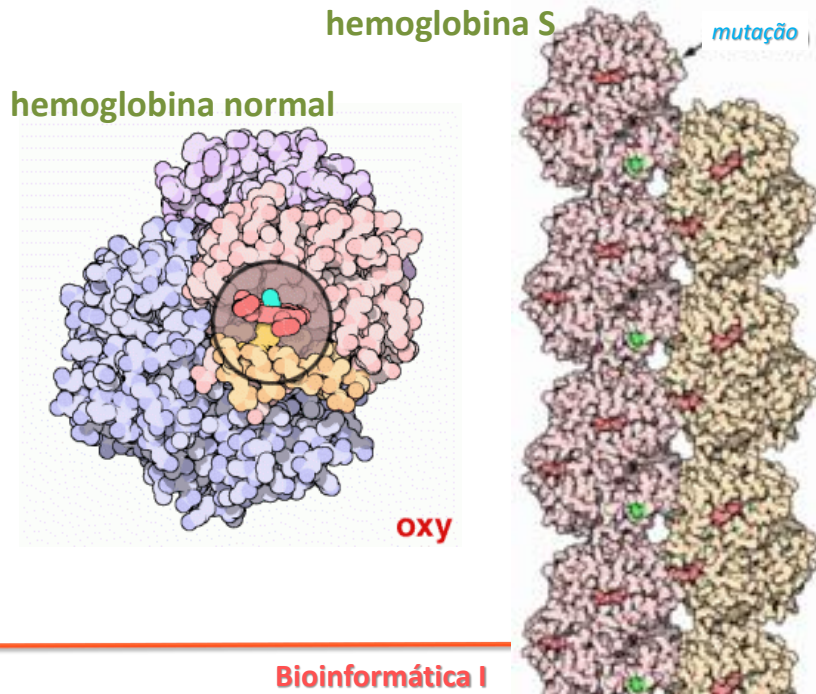 hemoglobina S
mutação
hemoglobina normal
oxy
Bioinformática I